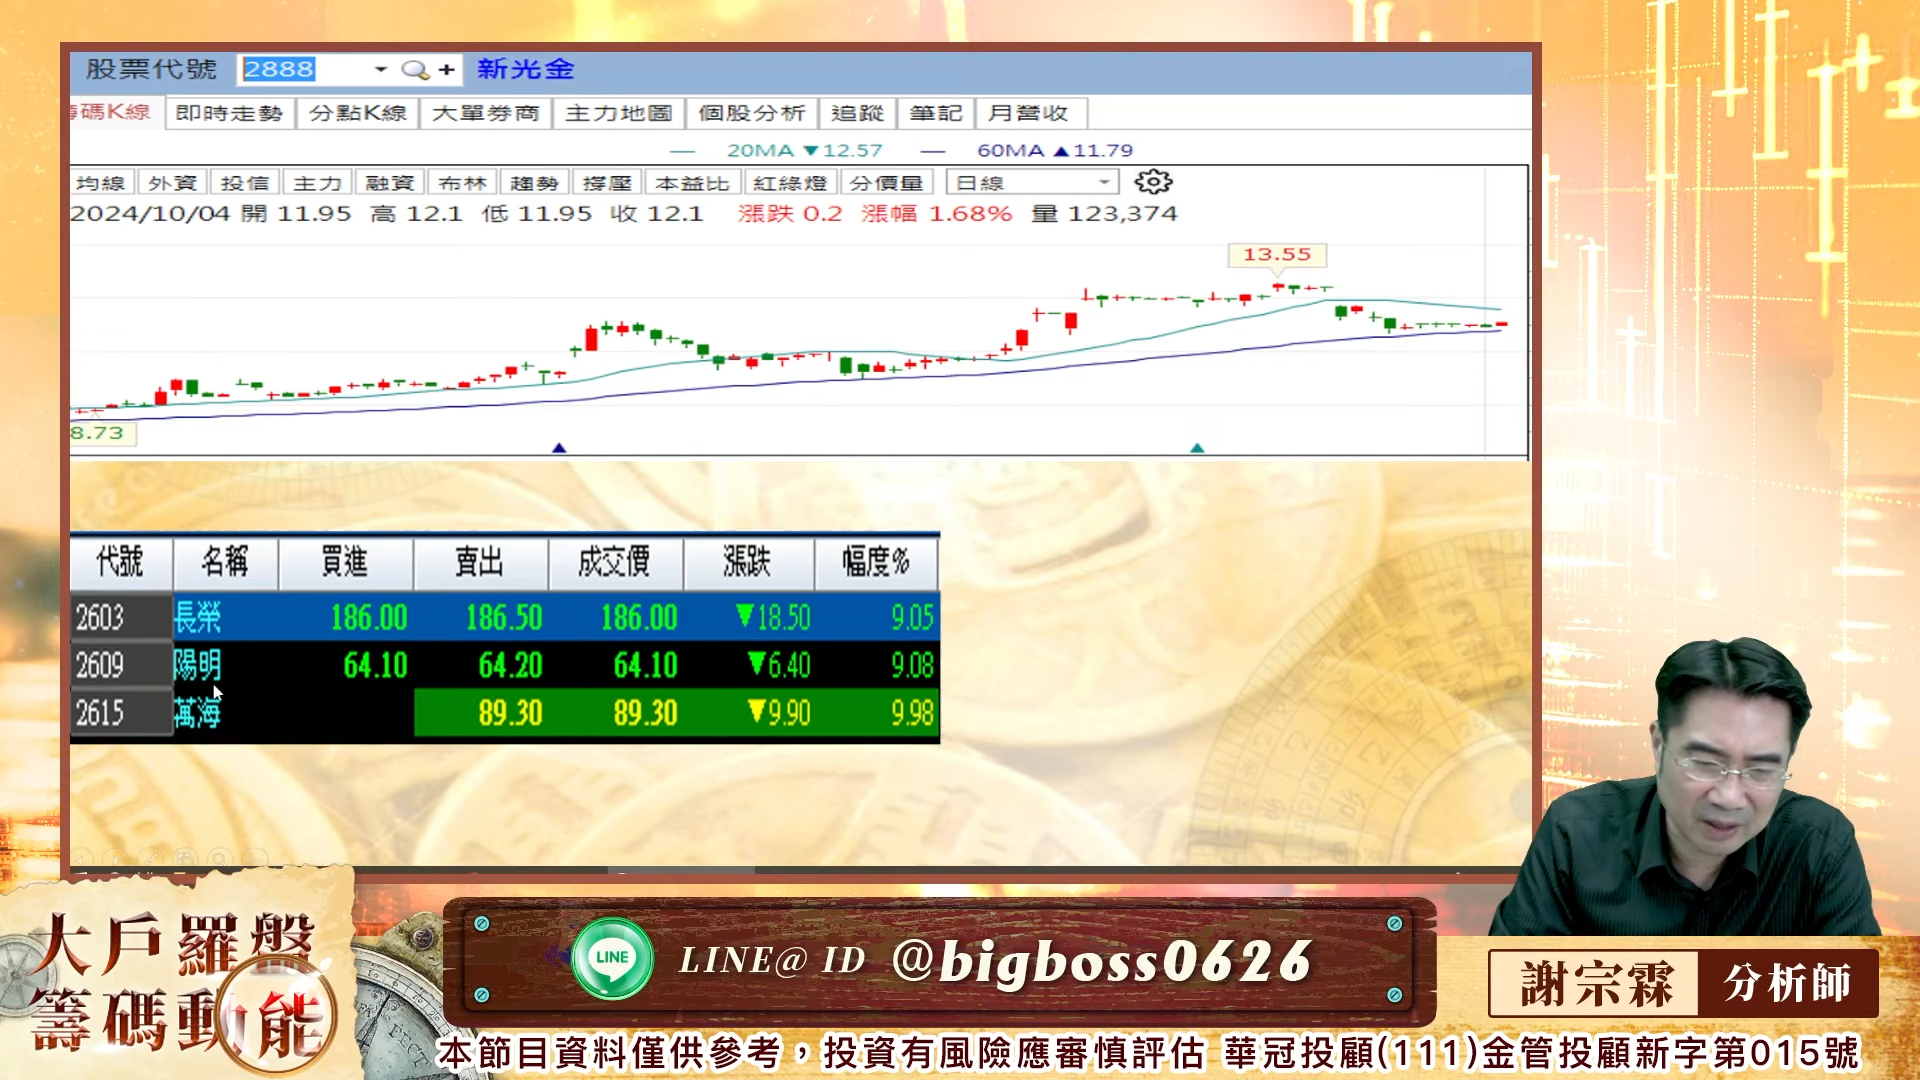 股票代號 2888 新光金
籌碼K線 即時走勢 分點K線 大單券商 主力地圖 個股分析 追蹤 筆記 月營收
20MA ▼12.57 60MA ▲11.79
均線 外資 投信 主力 融資 布林 趨勢 撐壓 本益比 紅綠燈 分價量 日線
2024/10/04 開 11.95 高 12.1 低 11.95 收 12.1 漲跌 0.2 漲幅 1.68% 量 123,374
13.55
8.73
代號 名稱 買進 賣出 成交價 漲跌 幅度%
2603 長榮 186.00 186.50 186.00 ▼18.50 9.05
2609 陽明 64.10 64.20 64.10 ▼6.40 9.08
2615 萬海 89.30 89.30 ▼9.90 9.98
大戶羅盤
籌碼動能
LINE LINE@ ID @bigboss0626
謝宗霖 分析師
本節目資料僅供參考，投資有風險應審慎評估 華冠投顧(111)金管投顧新字第015號